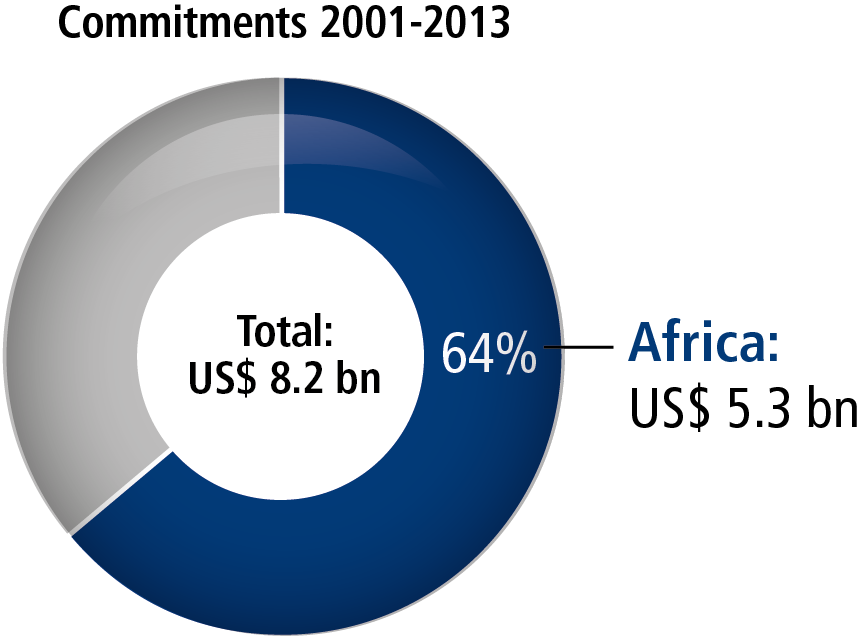 Commitments 2001-2013
Total:
US$ 8.2 bn
64%
Africa:
US$ 5.3 bn